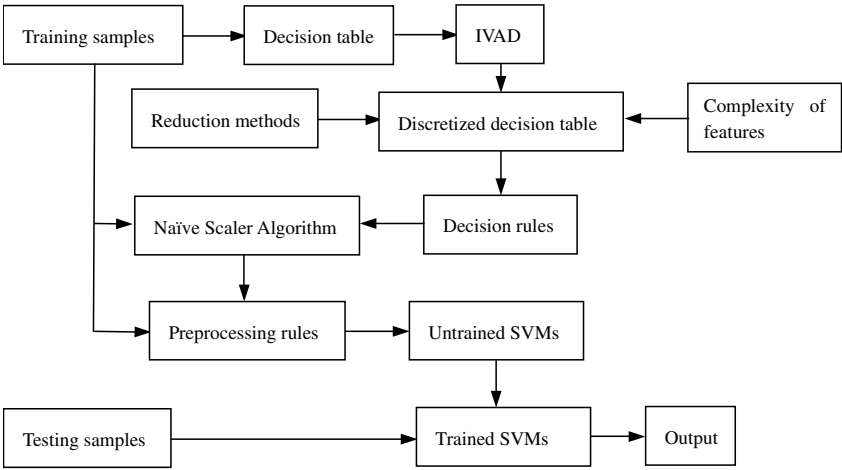 Training samples
Decision table
IVAD
Reduction methods
Discretized decision table
Complexity of
features
Naïve Scaler Algorithm
Decision rules
Preprocessing rules
Untrained SVMs
Testing samples
Trained SVMs
Output